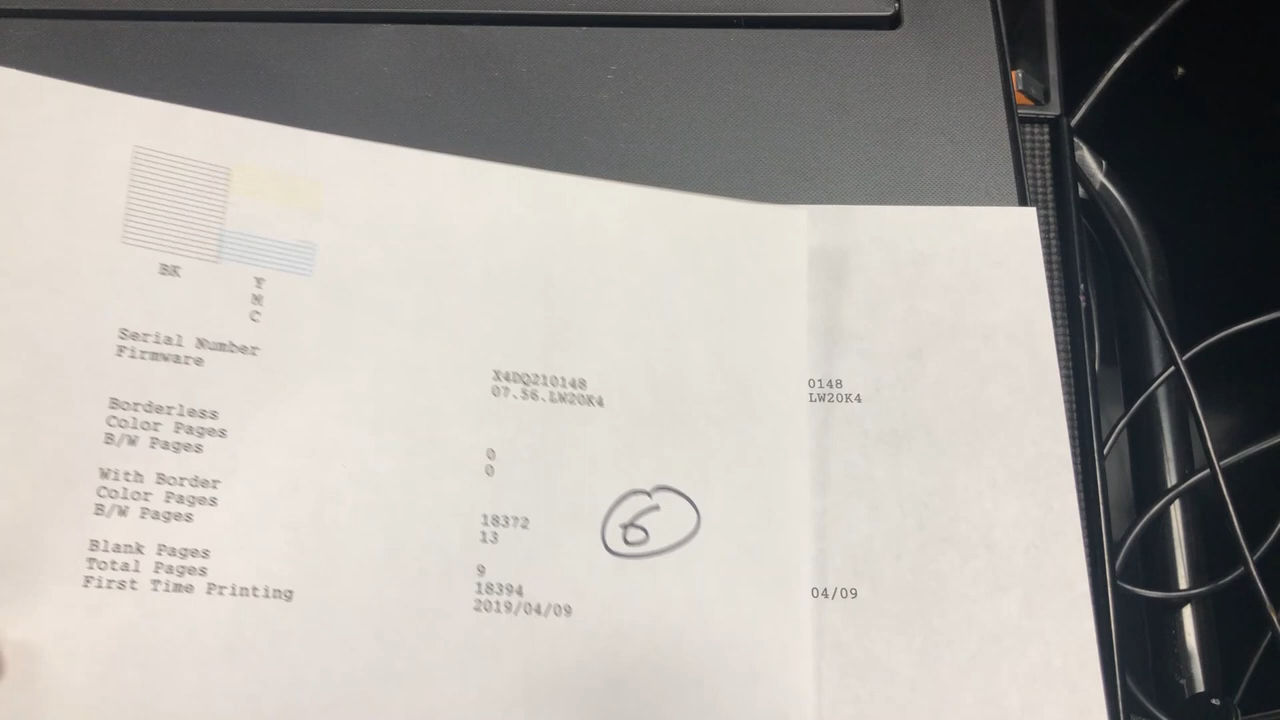 BK
Y
M
C
Serial Number X4DQ210148 0148
Firmware 07.56.LW20K4 LW20K4
Borderless
Color Pages 0
B/W Pages 0
With Border
Color Pages 18372
B/W Pages 13
6
Blank Pages 9
Total Pages 18394
First Time Printing 2019/04/09 04/09